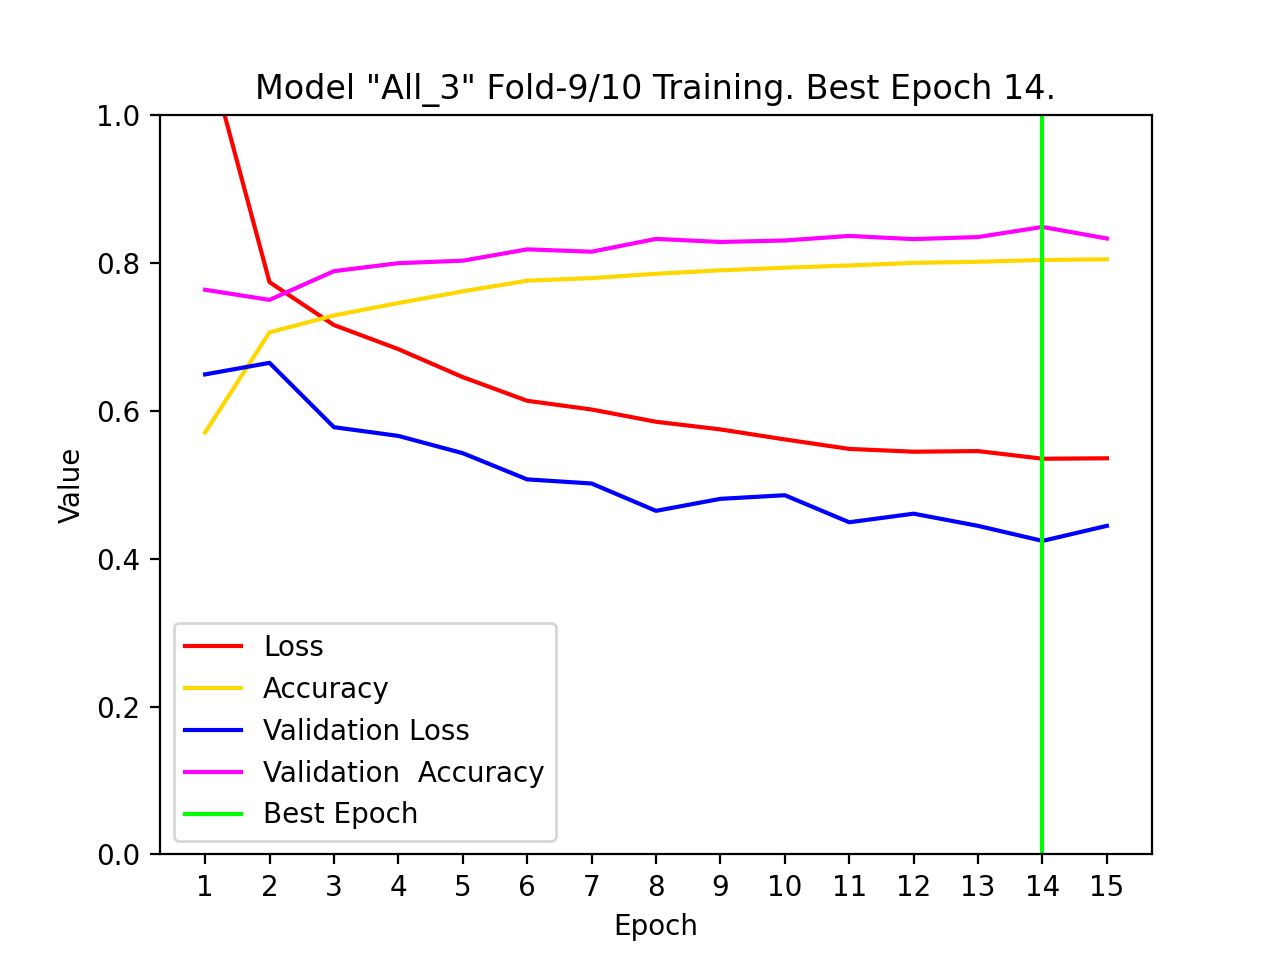 Model "All_3" Fold-9/10 Training. Best Epoch 14.
1.0
0.8
0.6
0.4
0.2
0.0
Value
Loss
Accuracy
Validation Loss
Validation  Accuracy
Best Epoch
1 2 3 4 5 6 7 8 9 10 11 12 13 14 15
Epoch